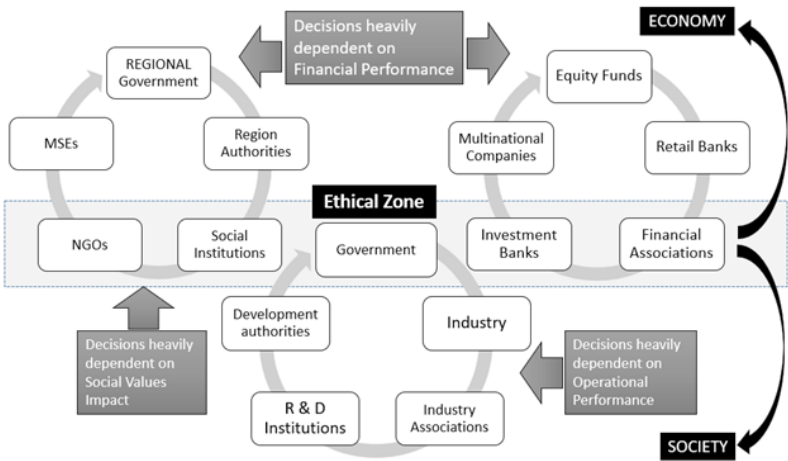 ECONOMY
Decisions heavily
dependent on
Financial Performance
REGIONAL
Government
Equity Funds
MSEs
Region
Authorities
Multinational
Companies
Retail Banks
Ethical Zone
NGOs
Social
Institutions
Government
Investment
Banks
Financial
Associations
Development
authorities
Industry
Decisions heavily
dependent on
Social Values
Impact
Decisions heavily
dependent on
Operational
Performance
R & D
Institutions
Industry
Associations
SOCIETY